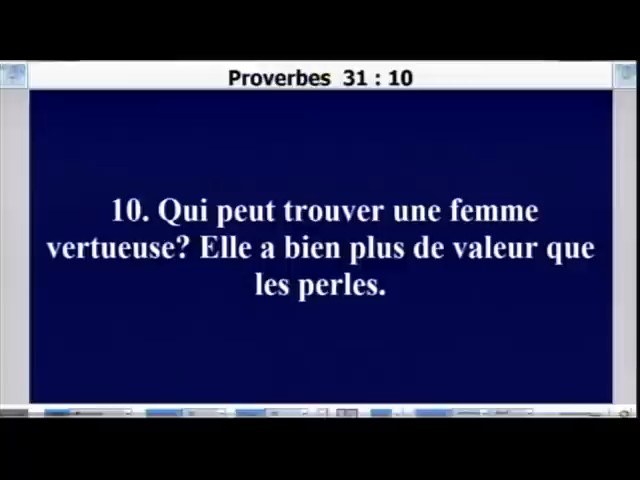 Proverbes 31 : 10
10. Qui peut trouver une femme
vertueuse? Elle a bien plus de valeur que
les perles.